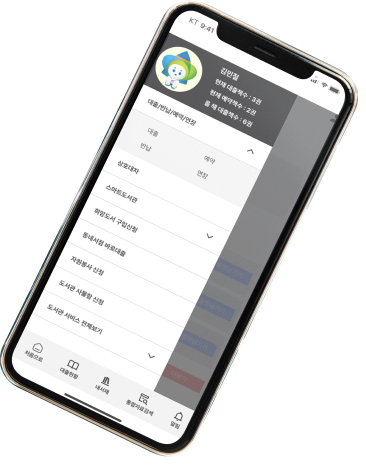 KT 9:41
김민철
현재 대출책수 : 3권
현재 예약책수 : 2권
올 해 대출책수 : 6권
대출/반납/예약/연장
대출 예약
반납 연장
상호대차
스마트도서관
희망도서 구입신청
동네서점 바로대출
자원봉사 신청
도서관 사물함 신청
도서관 서비스 전체보기
처음으로 대출현황 내서재 통합자료검색 알림